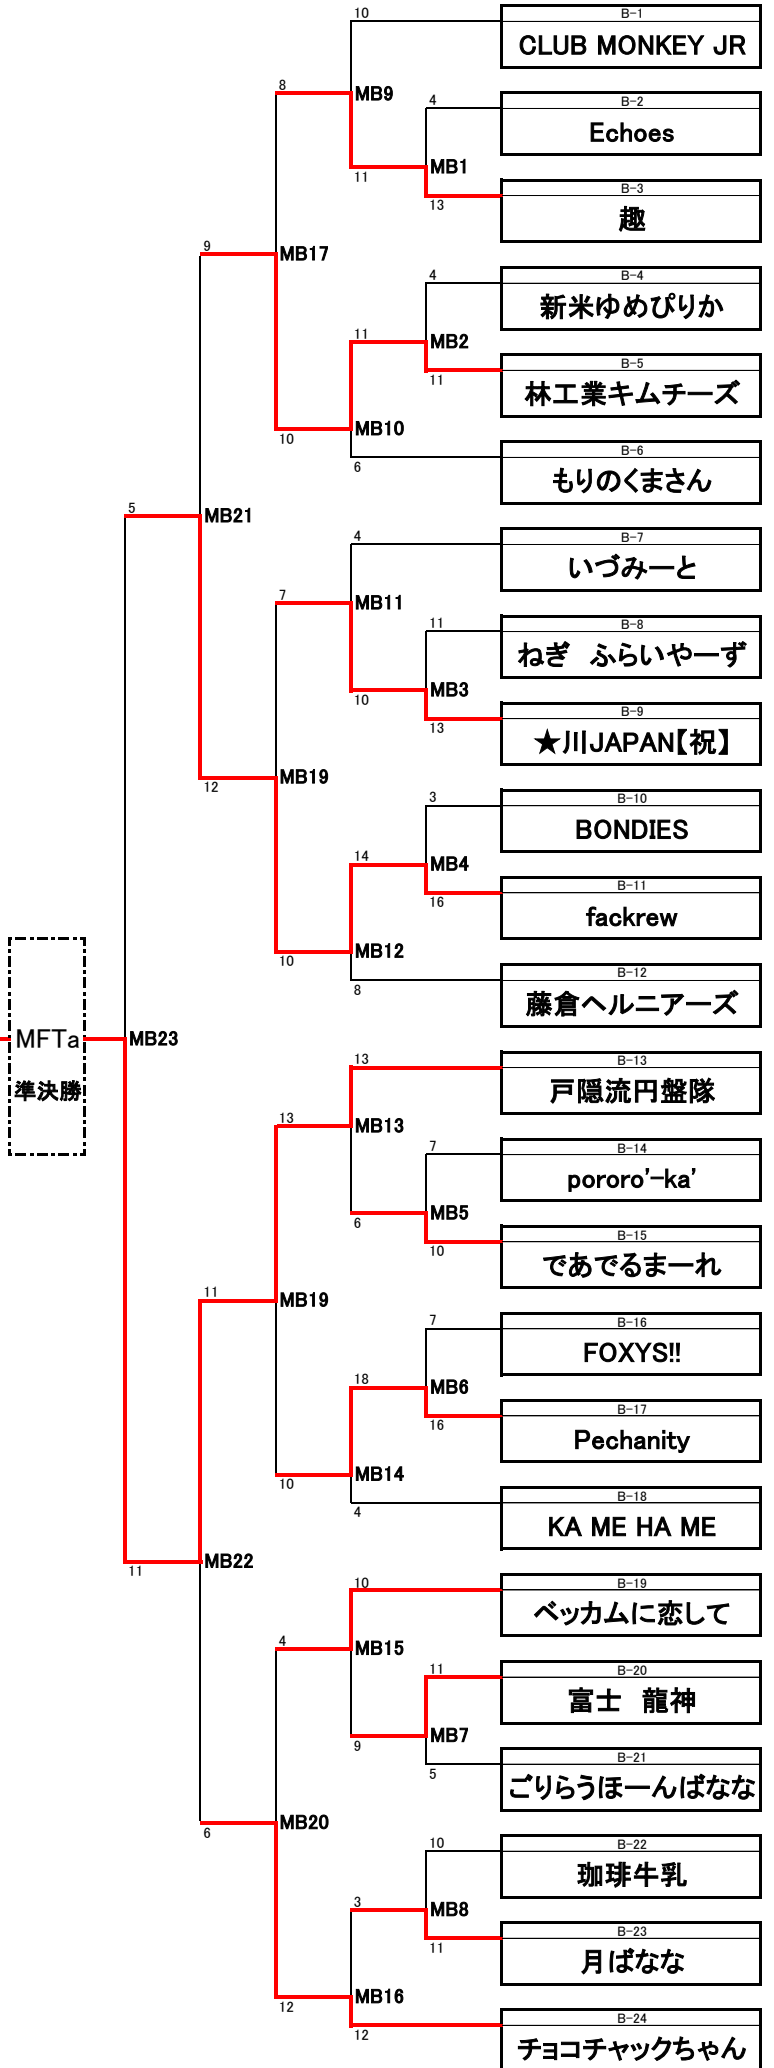 10
B-1
CLUB MONKEY JR
8
MB9
4
B-2
Echoes
11
MB1
13
B-3
趣
9
MB17
4
B-4
新米ゆめぴりか
11
MB2
11
B-5
林工業キムチーズ
10
MB10
6
B-6
もりのくまさん
5
MB21
4
B-7
いづみーと
7
MB11
11
B-8
ねぎ　ふらいやーず
10
MB3
13
B-9
★川JAPAN【祝】
12
MB19
3
B-10
BONDIES
14
MB4
16
B-11
fackrew
10
MB12
8
B-12
藤倉ヘルニアーズ
MFTa
準決勝
MB23
13
B-13
戸隠流円盤隊
13
MB13
7
B-14
pororo'-ka'
6
MB5
10
B-15
であでるまーれ
11
MB19
7
B-16
FOXYS!!
18
MB6
16
B-17
Pechanity
10
MB14
4
B-18
KA ME HA ME
11
MB22
10
B-19
ベッカムに恋して
4
MB15
11
B-20
富士　龍神
9
MB7
5
B-21
ごりらうほーんばなな
6
MB20
10
B-22
珈琲牛乳
3
MB8
11
B-23
月ばなな
12
MB16
12
B-24
チョコチャックちゃん